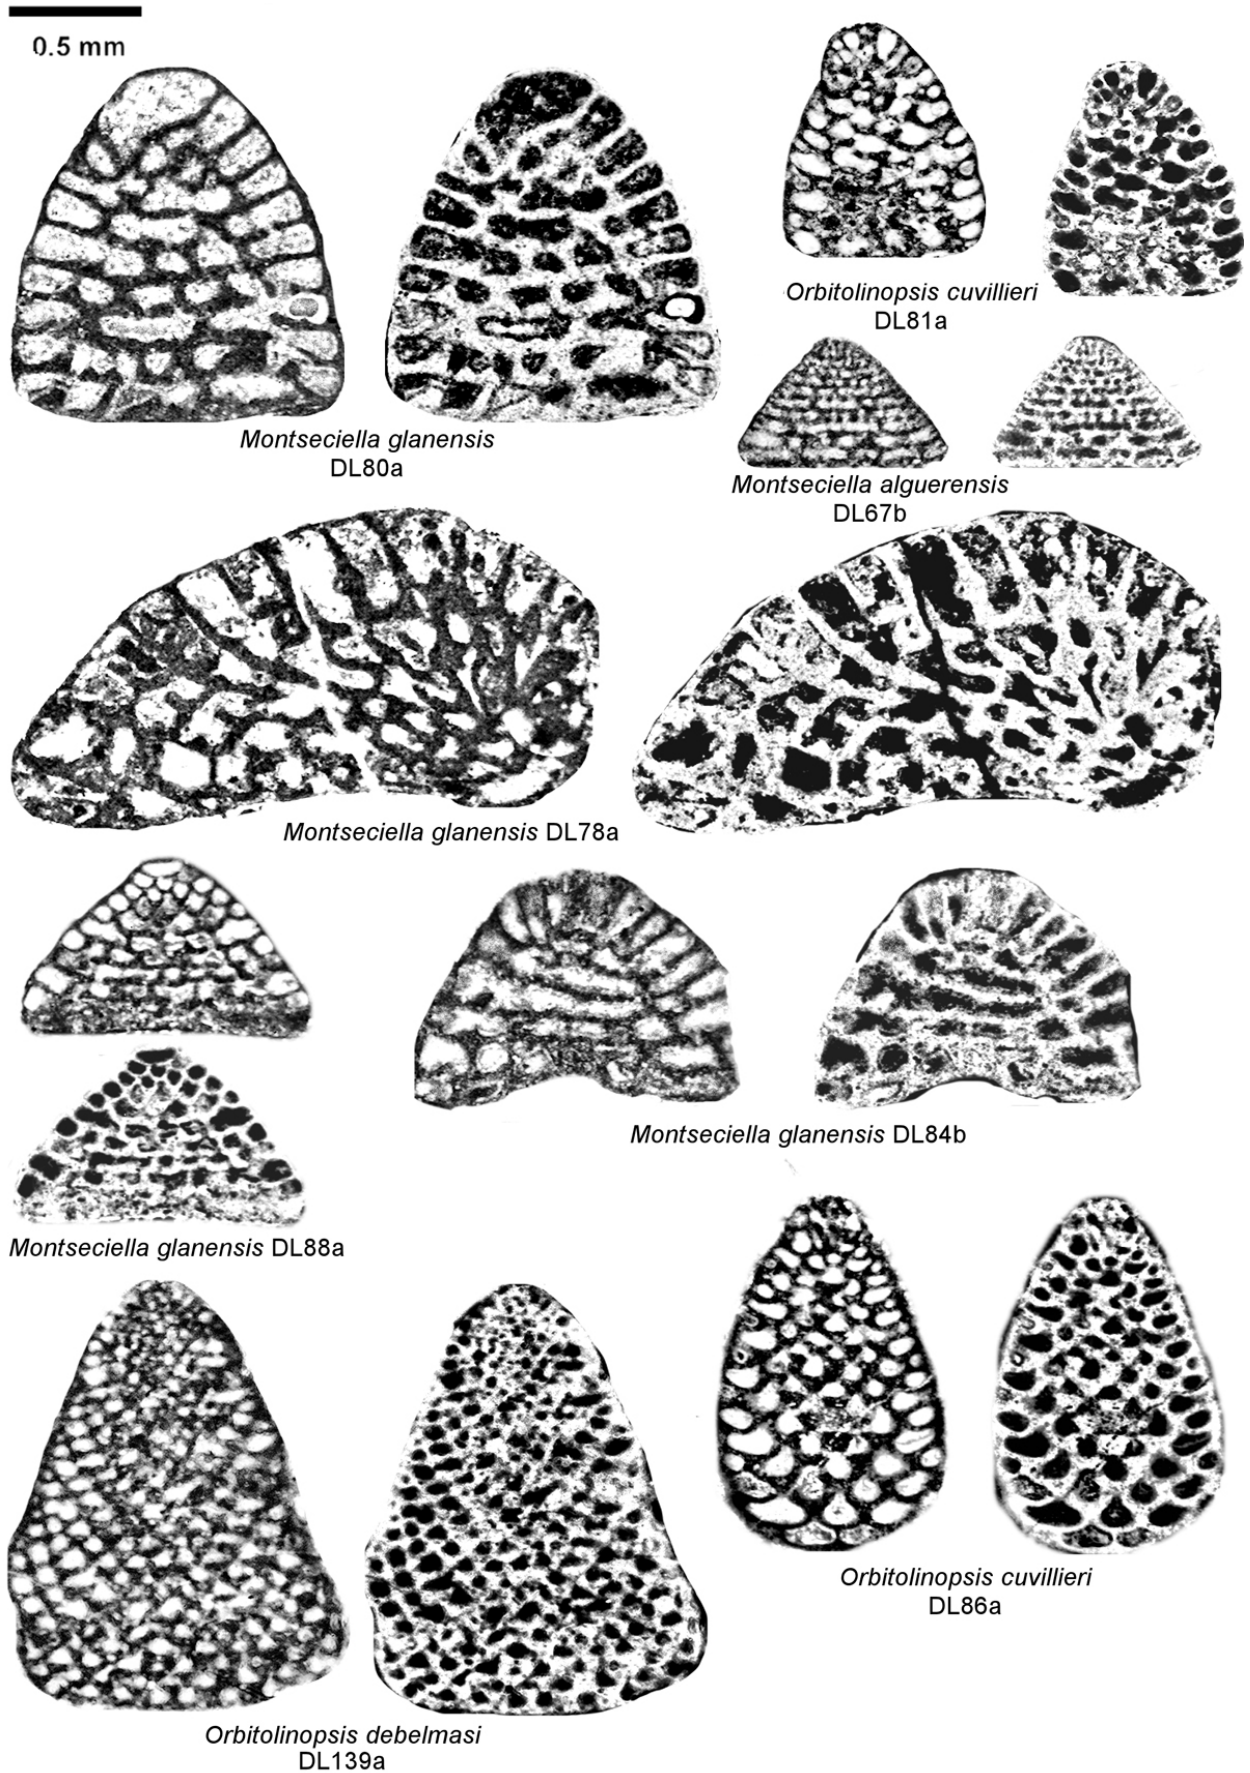 0.5 mm
Orbitolinopsis cuvillieri
DL81a
Montseciella glanensis
DL80a
Montseciella alguerensis
DL67b
Montseciella glanensis DL78a
Montseciella glanensis DL84b
Montseciella glanensis DL88a
Orbitolinopsis cuvillieri
DL86a
Orbitolinopsis debelmasi
DL139a